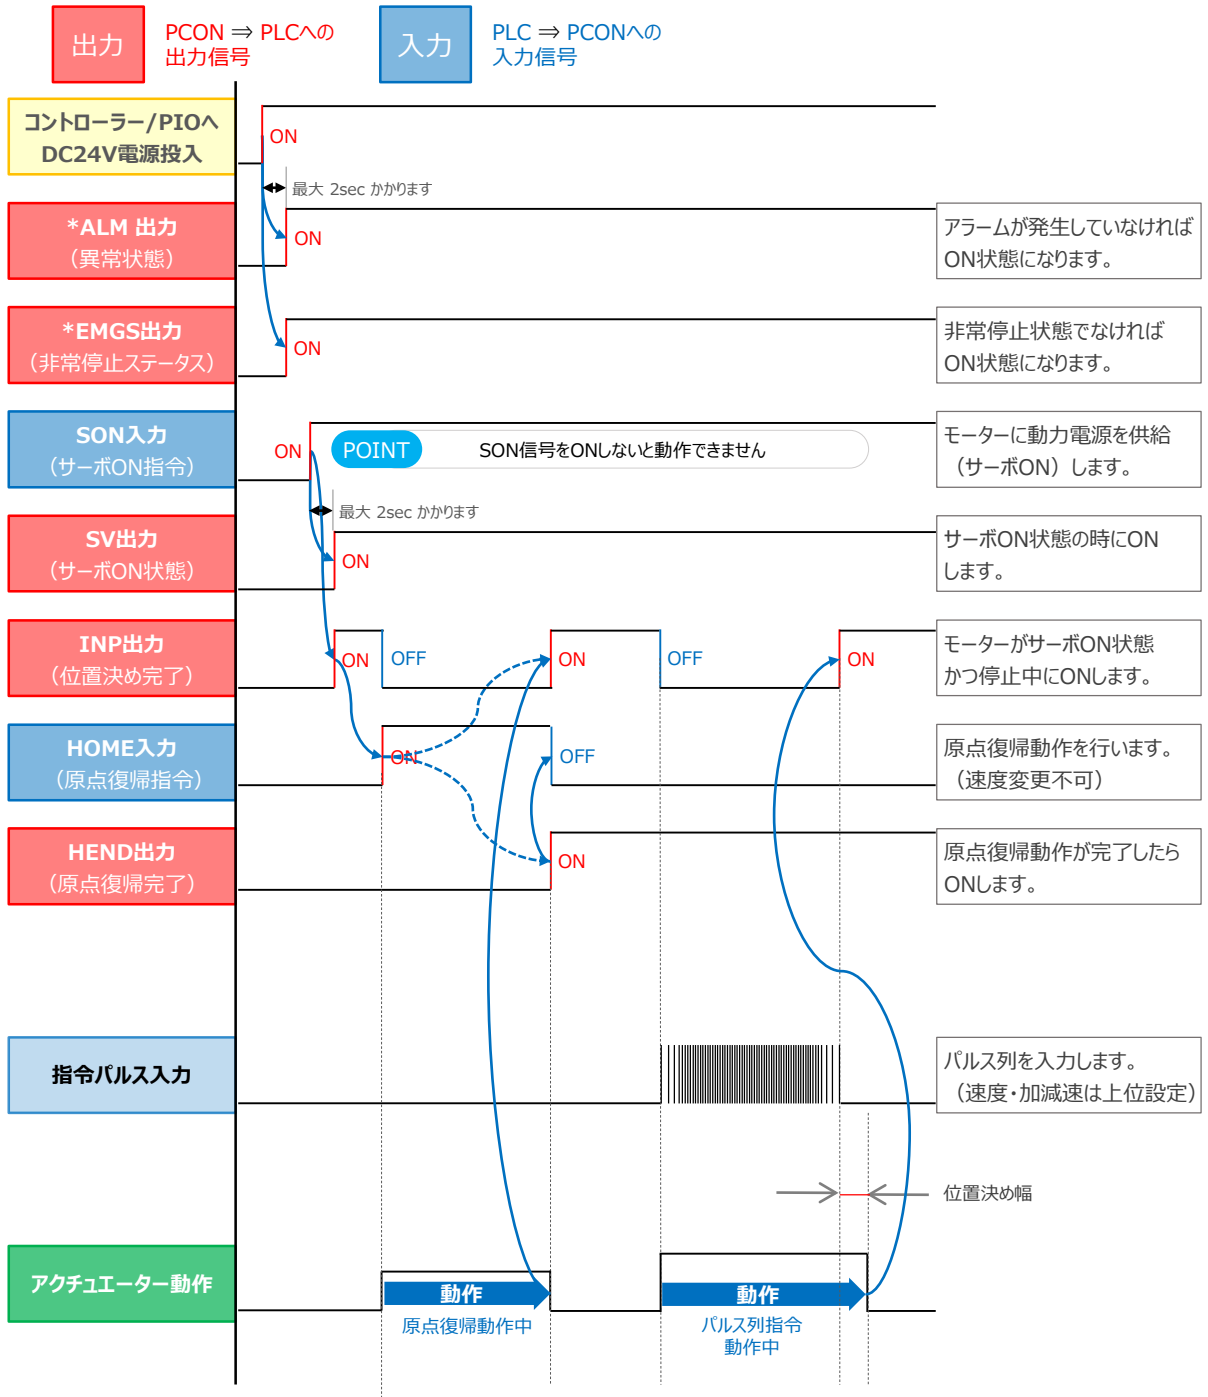 出力
PCON ⇒ PLCへの
出力信号
入力
PLC ⇒ PCONへの
入力信号
コントローラー/PIOへ
DC24V電源投入
ON
最大 2sec かかります
*ALM 出力
（異常状態）
ON
アラームが発生していなければ
ON状態になります。
*EMGS出力
（非常停止ステータス）
ON
非常停止状態でなければ
ON状態になります。
SON入力
（サーボON指令）
ON
POINT
SON信号をONしないと動作できません
モーターに動力電源を供給
（サーボON）します。
最大 2sec かかります
SV出力
（サーボON状態）
ON
サーボON状態の時にON
します。
INP出力
（位置決め完了）
ON
OFF
ON
OFF
ON
モーターがサーボON状態
かつ停止中にONします。
HOME入力
（原点復帰指令）
ON
OFF
原点復帰動作を行います。
（速度変更不可）
HEND出力
（原点復帰完了）
ON
原点復帰動作が完了したら
ONします。
指令パルス入力
パルス列を入力します。
（速度・加減速は上位設定）
位置決め幅
アクチュエーター動作
動作
原点復帰動作中
動作
パルス列指令
動作中